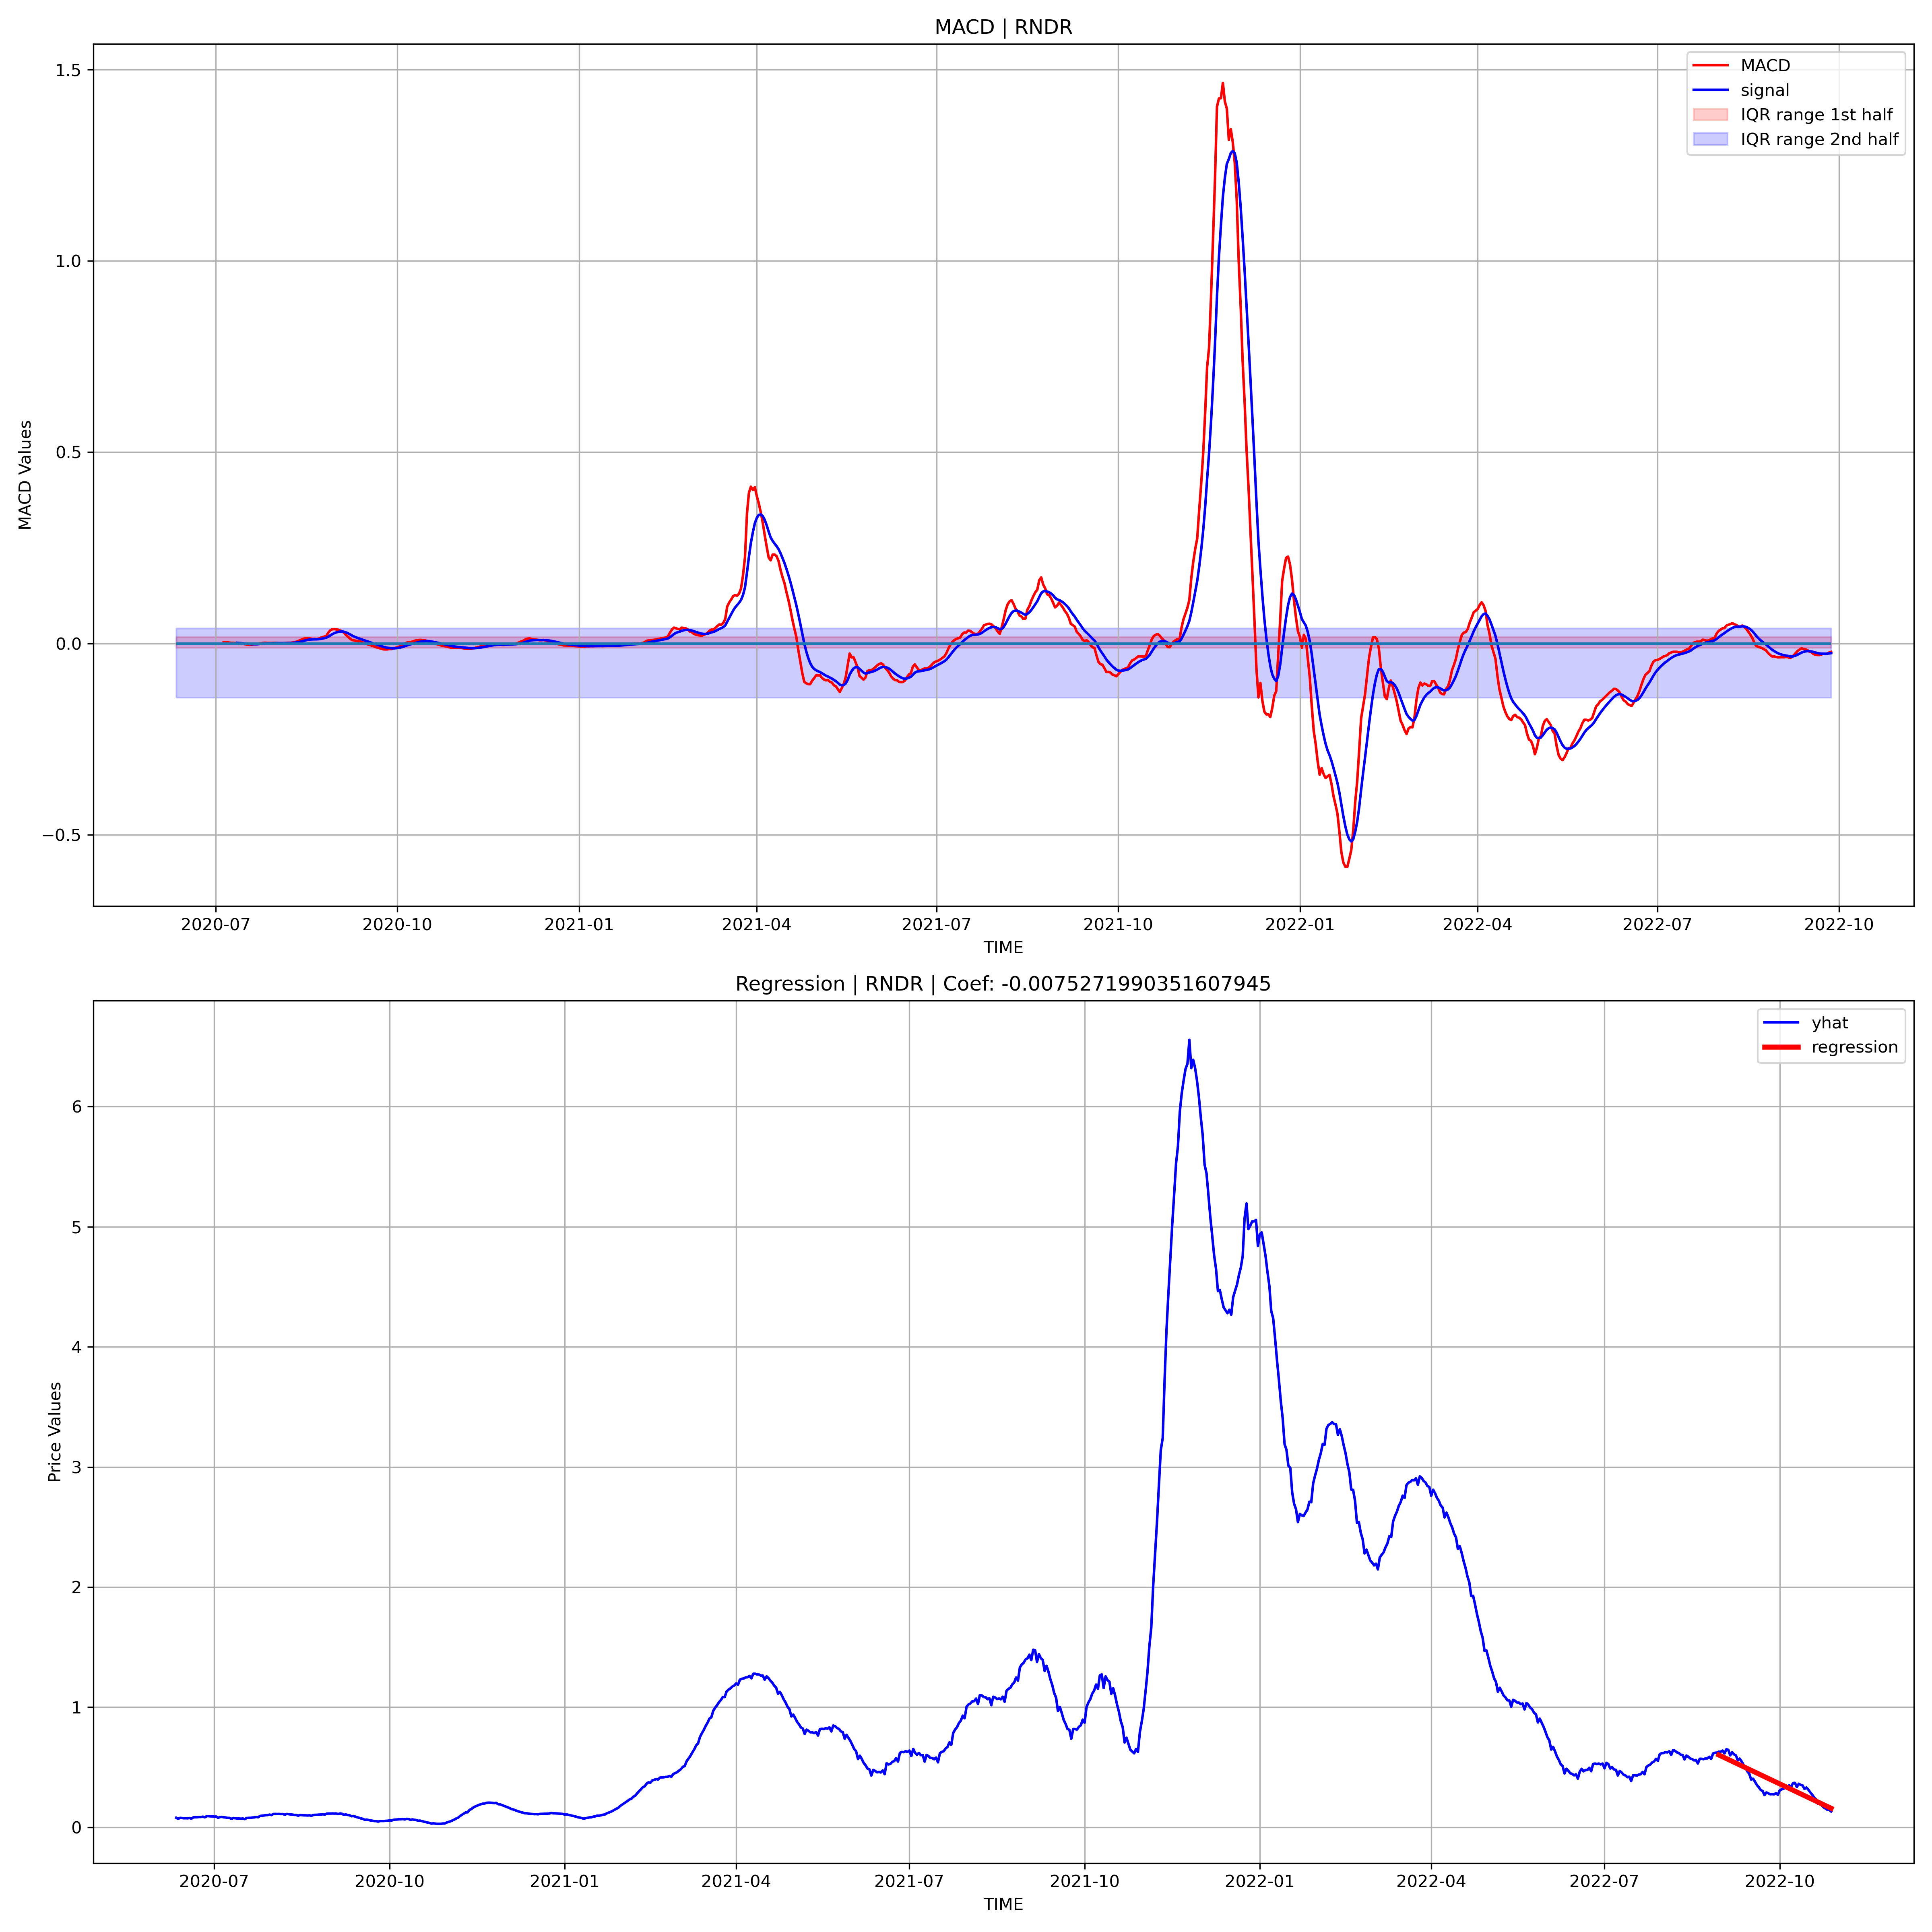 MACD | RNDR
MACD
signal
IQR range 1st half
IQR range 2nd half
1.5
1.0
0.5
0.0
−0.5
MACD Values
2020-07 2020-10 2021-01 2021-04 2021-07 2021-10 2022-01 2022-04 2022-07 2022-10
TIME
Regression | RNDR | Coef: -0.0075271990351607945
yhat
regression
6
5
4
3
2
1
0
Price Values
2020-07 2020-10 2021-01 2021-04 2021-07 2021-10 2022-01 2022-04 2022-07 2022-10
TIME